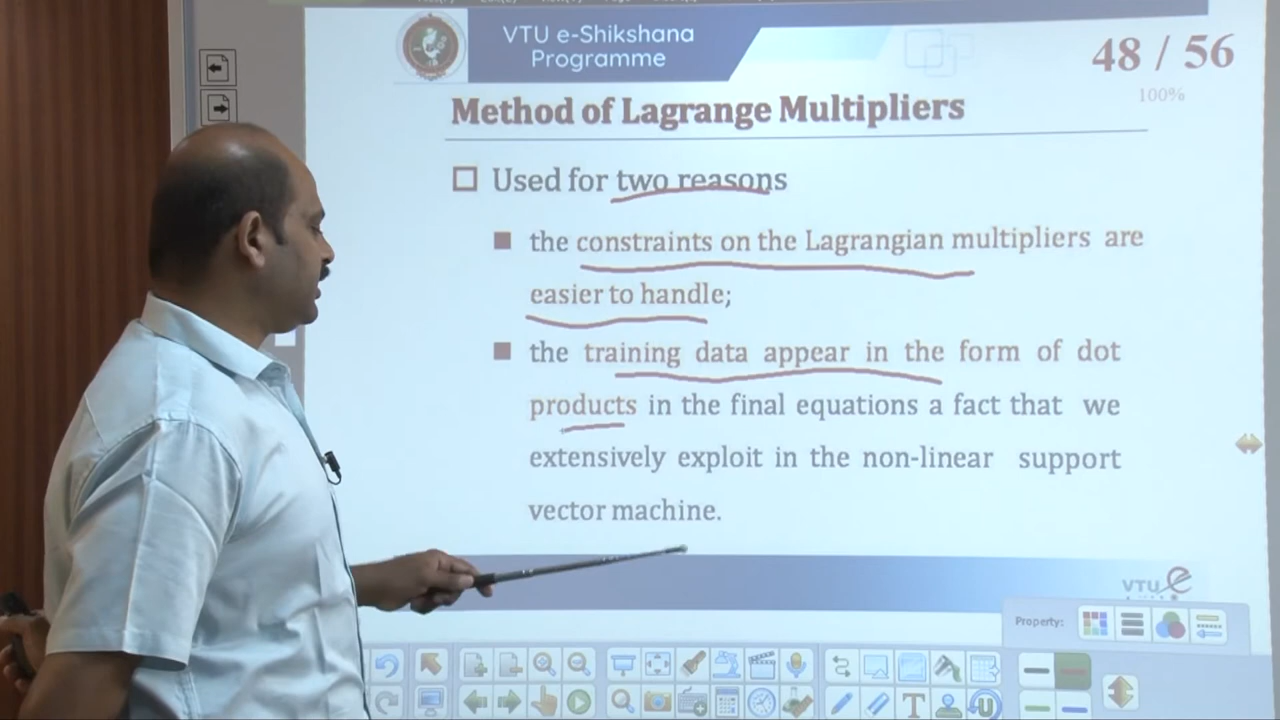 VTU e-Shikshana
Programme
48 / 56
100%
Method of Lagrange Multipliers
Used for two reasons
the constraints on the Lagrangian multipliers are
easier to handle;
the training data appear in the form of dot
products in the final equations a fact that we
extensively exploit in the non-linear support
vector machine.
VTU e
Property:
T
U